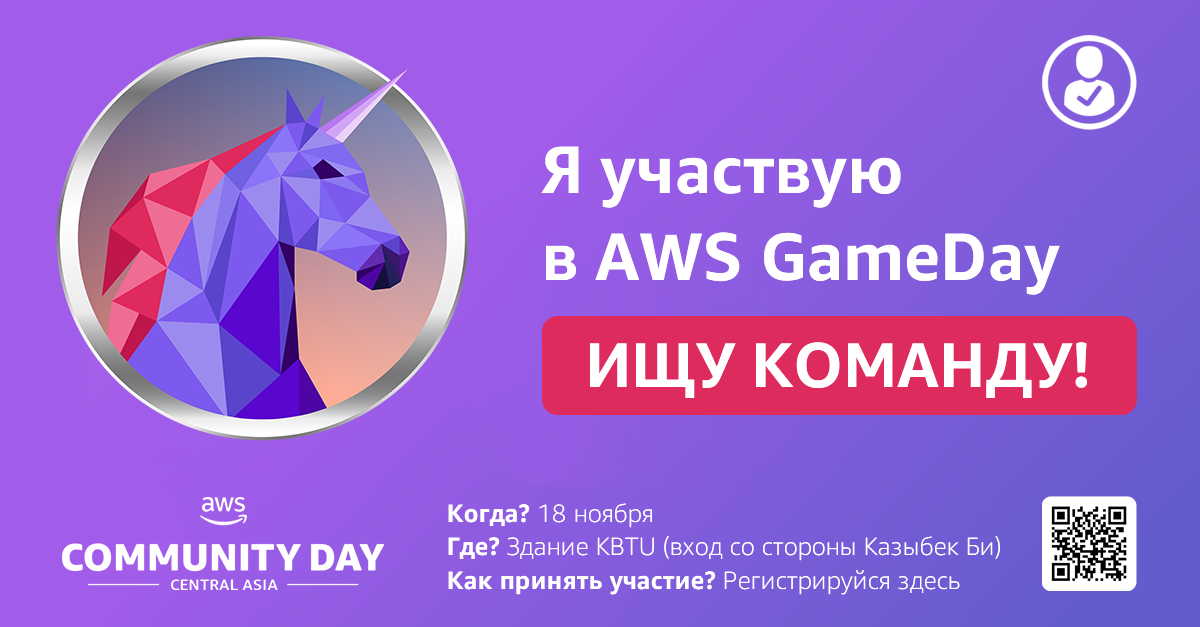 Я участвую
в AWS GameDay
ИЩУ КОМАНДУ!
aws
COMMUNITY DAY
CENTRAL ASIA
Когда? 18 ноября
Где? Здание KBTU (вход со стороны Казыбек Би)
Как принять участие? Регистрируйся здесь